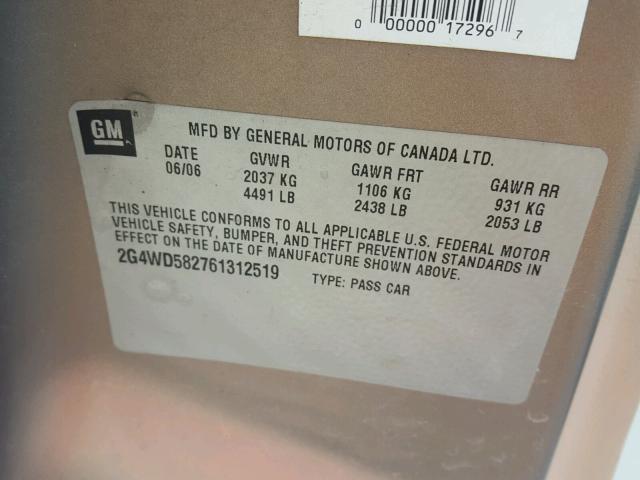 0 00000 17296 7
GM
MFD BY GENERAL MOTORS OF CANADA LTD.
DATE GVWR GAWR FRT GAWR RR
06/06 2037 KG 1106 KG 931 KG
4491 LB 2438 LB 2053 LB
THIS VEHICLE CONFORMS TO ALL APPLICABLE U.S. FEDERAL MOTOR
VEHICLE SAFETY, BUMPER, AND THEFT PREVENTION STANDARDS IN
EFFECT ON THE DATE OF MANUFACTURE SHOWN ABOVE.
2G4WD582761312519 TYPE: PASS CAR